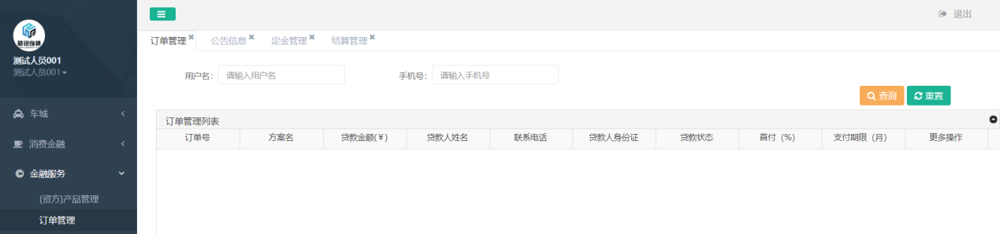 退出
精锐纵横
测试人员001
测试人员001
订单管理 公告信息 定金管理 结算管理
用户名： 请输入用户名 手机号： 请输入手机号
查询 重置
车城
消费金融
金融服务
(资方)产品管理
订单管理
订单管理列表
订单号 方案名 贷款金额(￥) 贷款人姓名 联系电话 贷款人身份证 贷款状态 首付（%） 支付期限（月） 更多操作